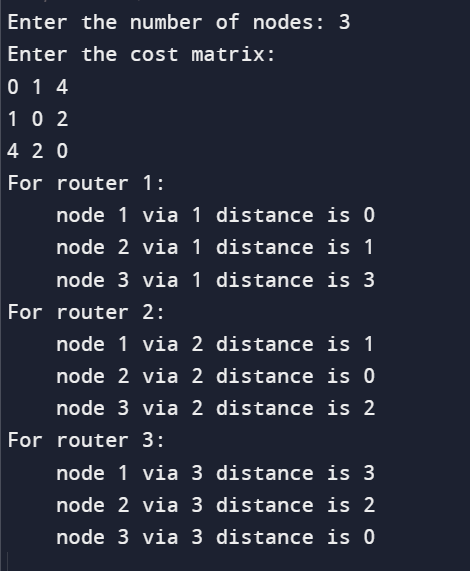 Enter the number of nodes: 3
Enter the cost matrix:
0 1 4
1 0 2
4 2 0
For router 1:
    node 1 via 1 distance is 0
    node 2 via 1 distance is 1
    node 3 via 1 distance is 3
For router 2:
    node 1 via 2 distance is 1
    node 2 via 2 distance is 0
    node 3 via 2 distance is 2
For router 3:
    node 1 via 3 distance is 3
    node 2 via 3 distance is 2
    node 3 via 3 distance is 0